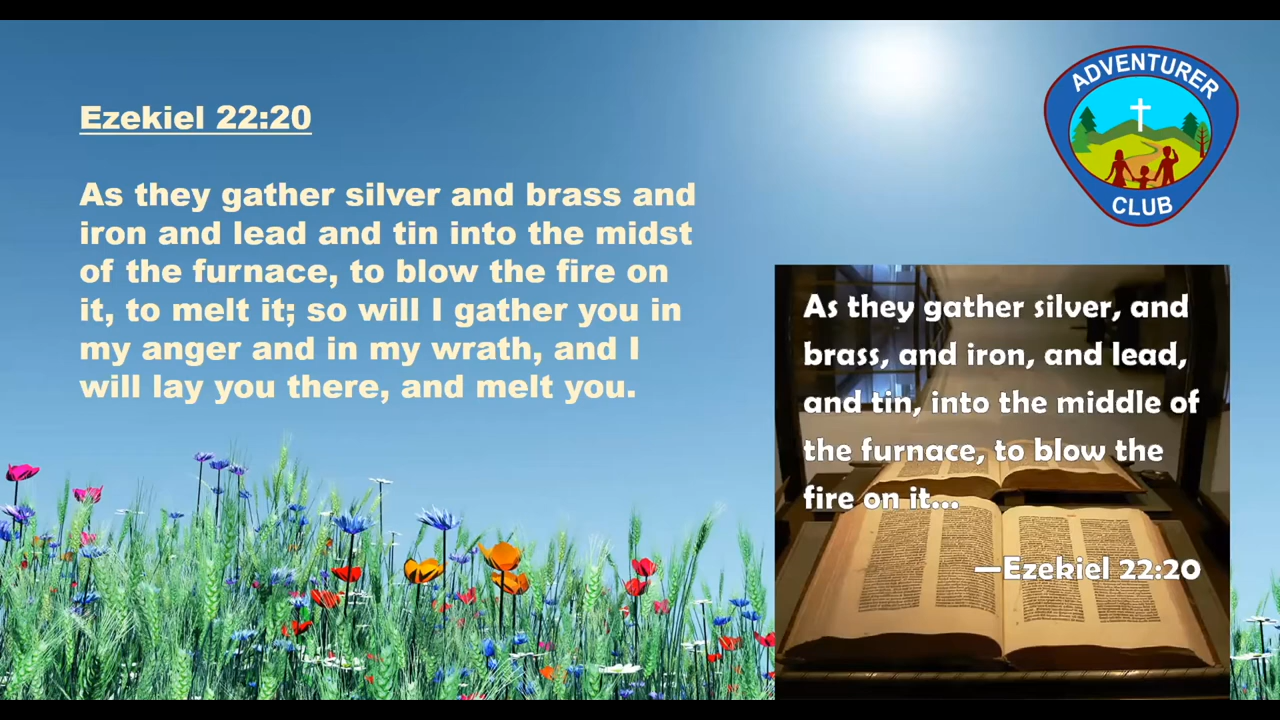 Ezekiel 22:20
As they gather silver and brass and
iron and lead and tin into the midst
of the furnace, to blow the fire on
it, to melt it; so will I gather you in
my anger and in my wrath, and I
will lay you there, and melt you.
ADVENTURER
CLUB
As they gather silver, and
brass, and iron, and lead,
and tin, into the middle of
the furnace, to blow the
fire on it...
—Ezekiel 22:20